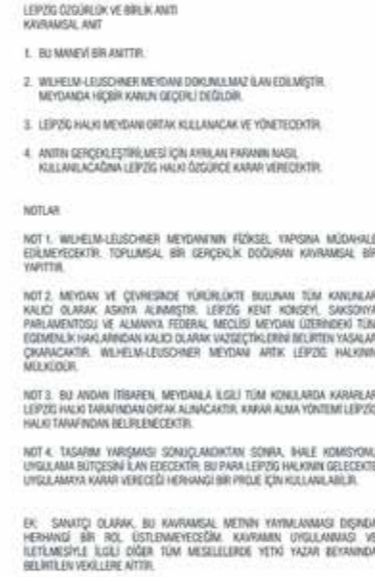 LEIPZIG ÖZGÜRLÜK VE BİRLİK ANITI
KAVRAMSAL ANIT
1. BU MANEVİ BİR ANITTIR.
2. WILHELM-LEUSCHNER MEYDANI DOKUNULMAZ İLAN EDİLMİŞTİR.
MEYDANDA HİÇBİR KANUN GEÇERLİ DEĞİLDİR.
3. LEİPZİG HALKI MEYDANI ORTAK KULLANACAK VE YÖNETECEKTİR.
4. ANITIN GERÇEKLEŞTİRİLMESİ İÇİN AYRILAN PARANIN NASIL
KULLANILACAĞINA LEIPZIG HALKI ÖZGÜRCE KARAR VERECEKTİR.
NOTLAR
NOT 1. WILHELM-LEUSCHNER MEYDANI'NIN FİZİKSEL YAPISINA MÜDAHALE
EDİLMEYECEKTİR. TOPLUMSAL BİR GERÇEKLİK DOĞURAN KAVRAMSAL BİR
YAPITTIR.
NOT 2. MEYDAN VE ÇEVRESİNDE YÜRÜRLÜKTE BULUNAN TÜM KANUNLAR
KALICI OLARAK ASKIYA ALINMIŞTIR. LEIPZIG KENT KONSEYİ, SAKSONYA
PARLAMENTOSU VE ALMANYA FEDERAL MECLİSİ MEYDAN ÜZERİNDEKİ TÜM
EGEMENLİK HAKLARINDAN KALICI OLARAK VAZGEÇTİKLERİNİ BELİRTEN YASALAR
ÇIKARACAKTIR. WILHELM-LEUSCHNER MEYDANI ARTIK LEIPZIG HALKININ
MÜLKÜDÜR.
NOT 3. BU ANDAN İTİBAREN, MEYDANLA İLGİLİ TÜM KONULARDA KARARLAR
LEIPZIG HALKI TARAFINDAN ORTAK ALINACAKTIR. KARAR ALMA YÖNTEMİ LEIPZIG
HALKI TARAFINDAN BELİRLENECEKTİR.
NOT 4. TASARIM YARIŞMASI SONUÇLANDIKTAN SONRA, İHALE KOMİSYONU
UYGULAMA BÜTÇESİNİ İLAN EDECEKTİR; BU PARA LEIPZIG HALKININ GELECEKTE
UYGULAMAYA KARAR VERECEĞİ HERHANGİ BİR PROJE İÇİN KULLANILABİLİR.
EK: SANATÇI OLARAK, BU KAVRAMSAL METNİN YAYIMLANMASI DIŞINDA
HERHANGİ BİR ROL ÜSTLENMEYECEĞİM. KAVRAMIN UYGULANMASI VE
İLETİLMESİYLE İLGİLİ DİĞER TÜM MESELELERDE YETKİ YAZAR BEYANINDA
BELİRTİLEN VEKİLLERE AİTTİR.